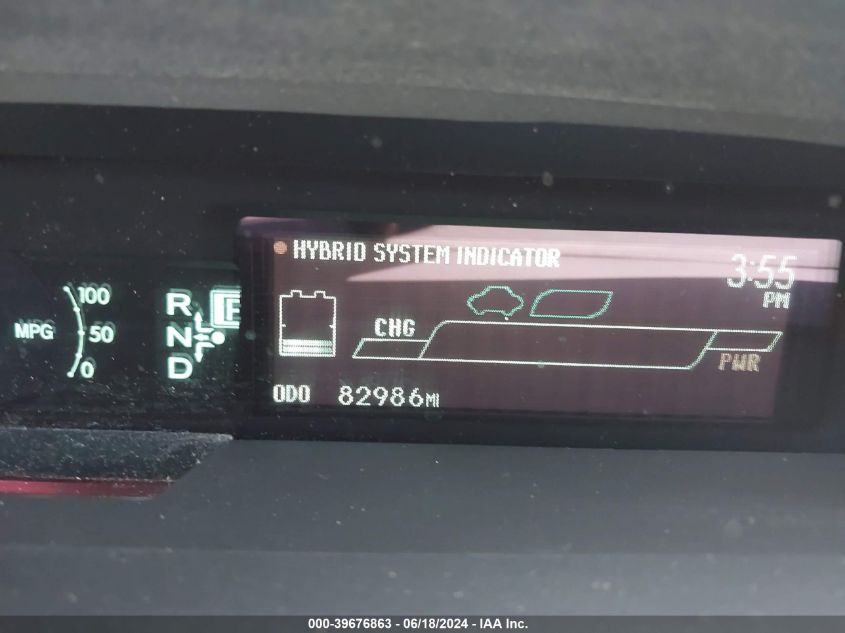 HYBRID SYSTEM INDICATOR
3:55
PM
100
MPG 50
0
R
N
D
P
CHG
PWR
ODO 82986MI
000-39676863 - 06/18/2024 - IAA Inc.